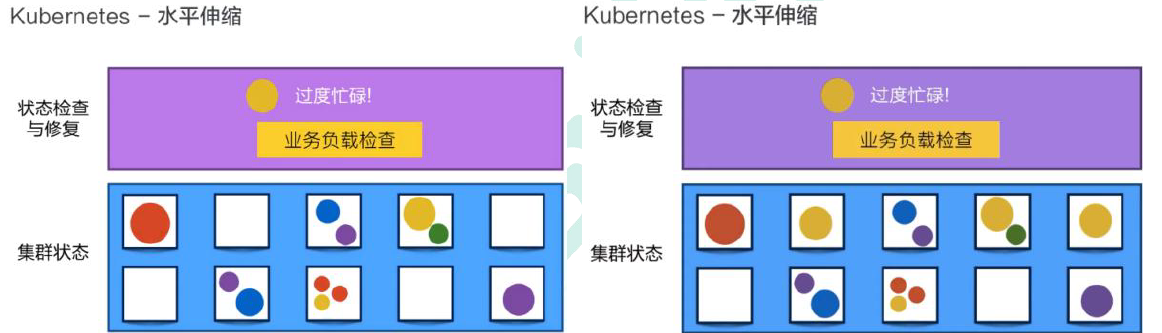 Kubernetes – 水平伸缩
状态检查
与修复
过度忙碌!
业务负载检查
集群状态
Kubernetes – 水平伸缩
状态检查
与修复
过度忙碌!
业务负载检查
集群状态